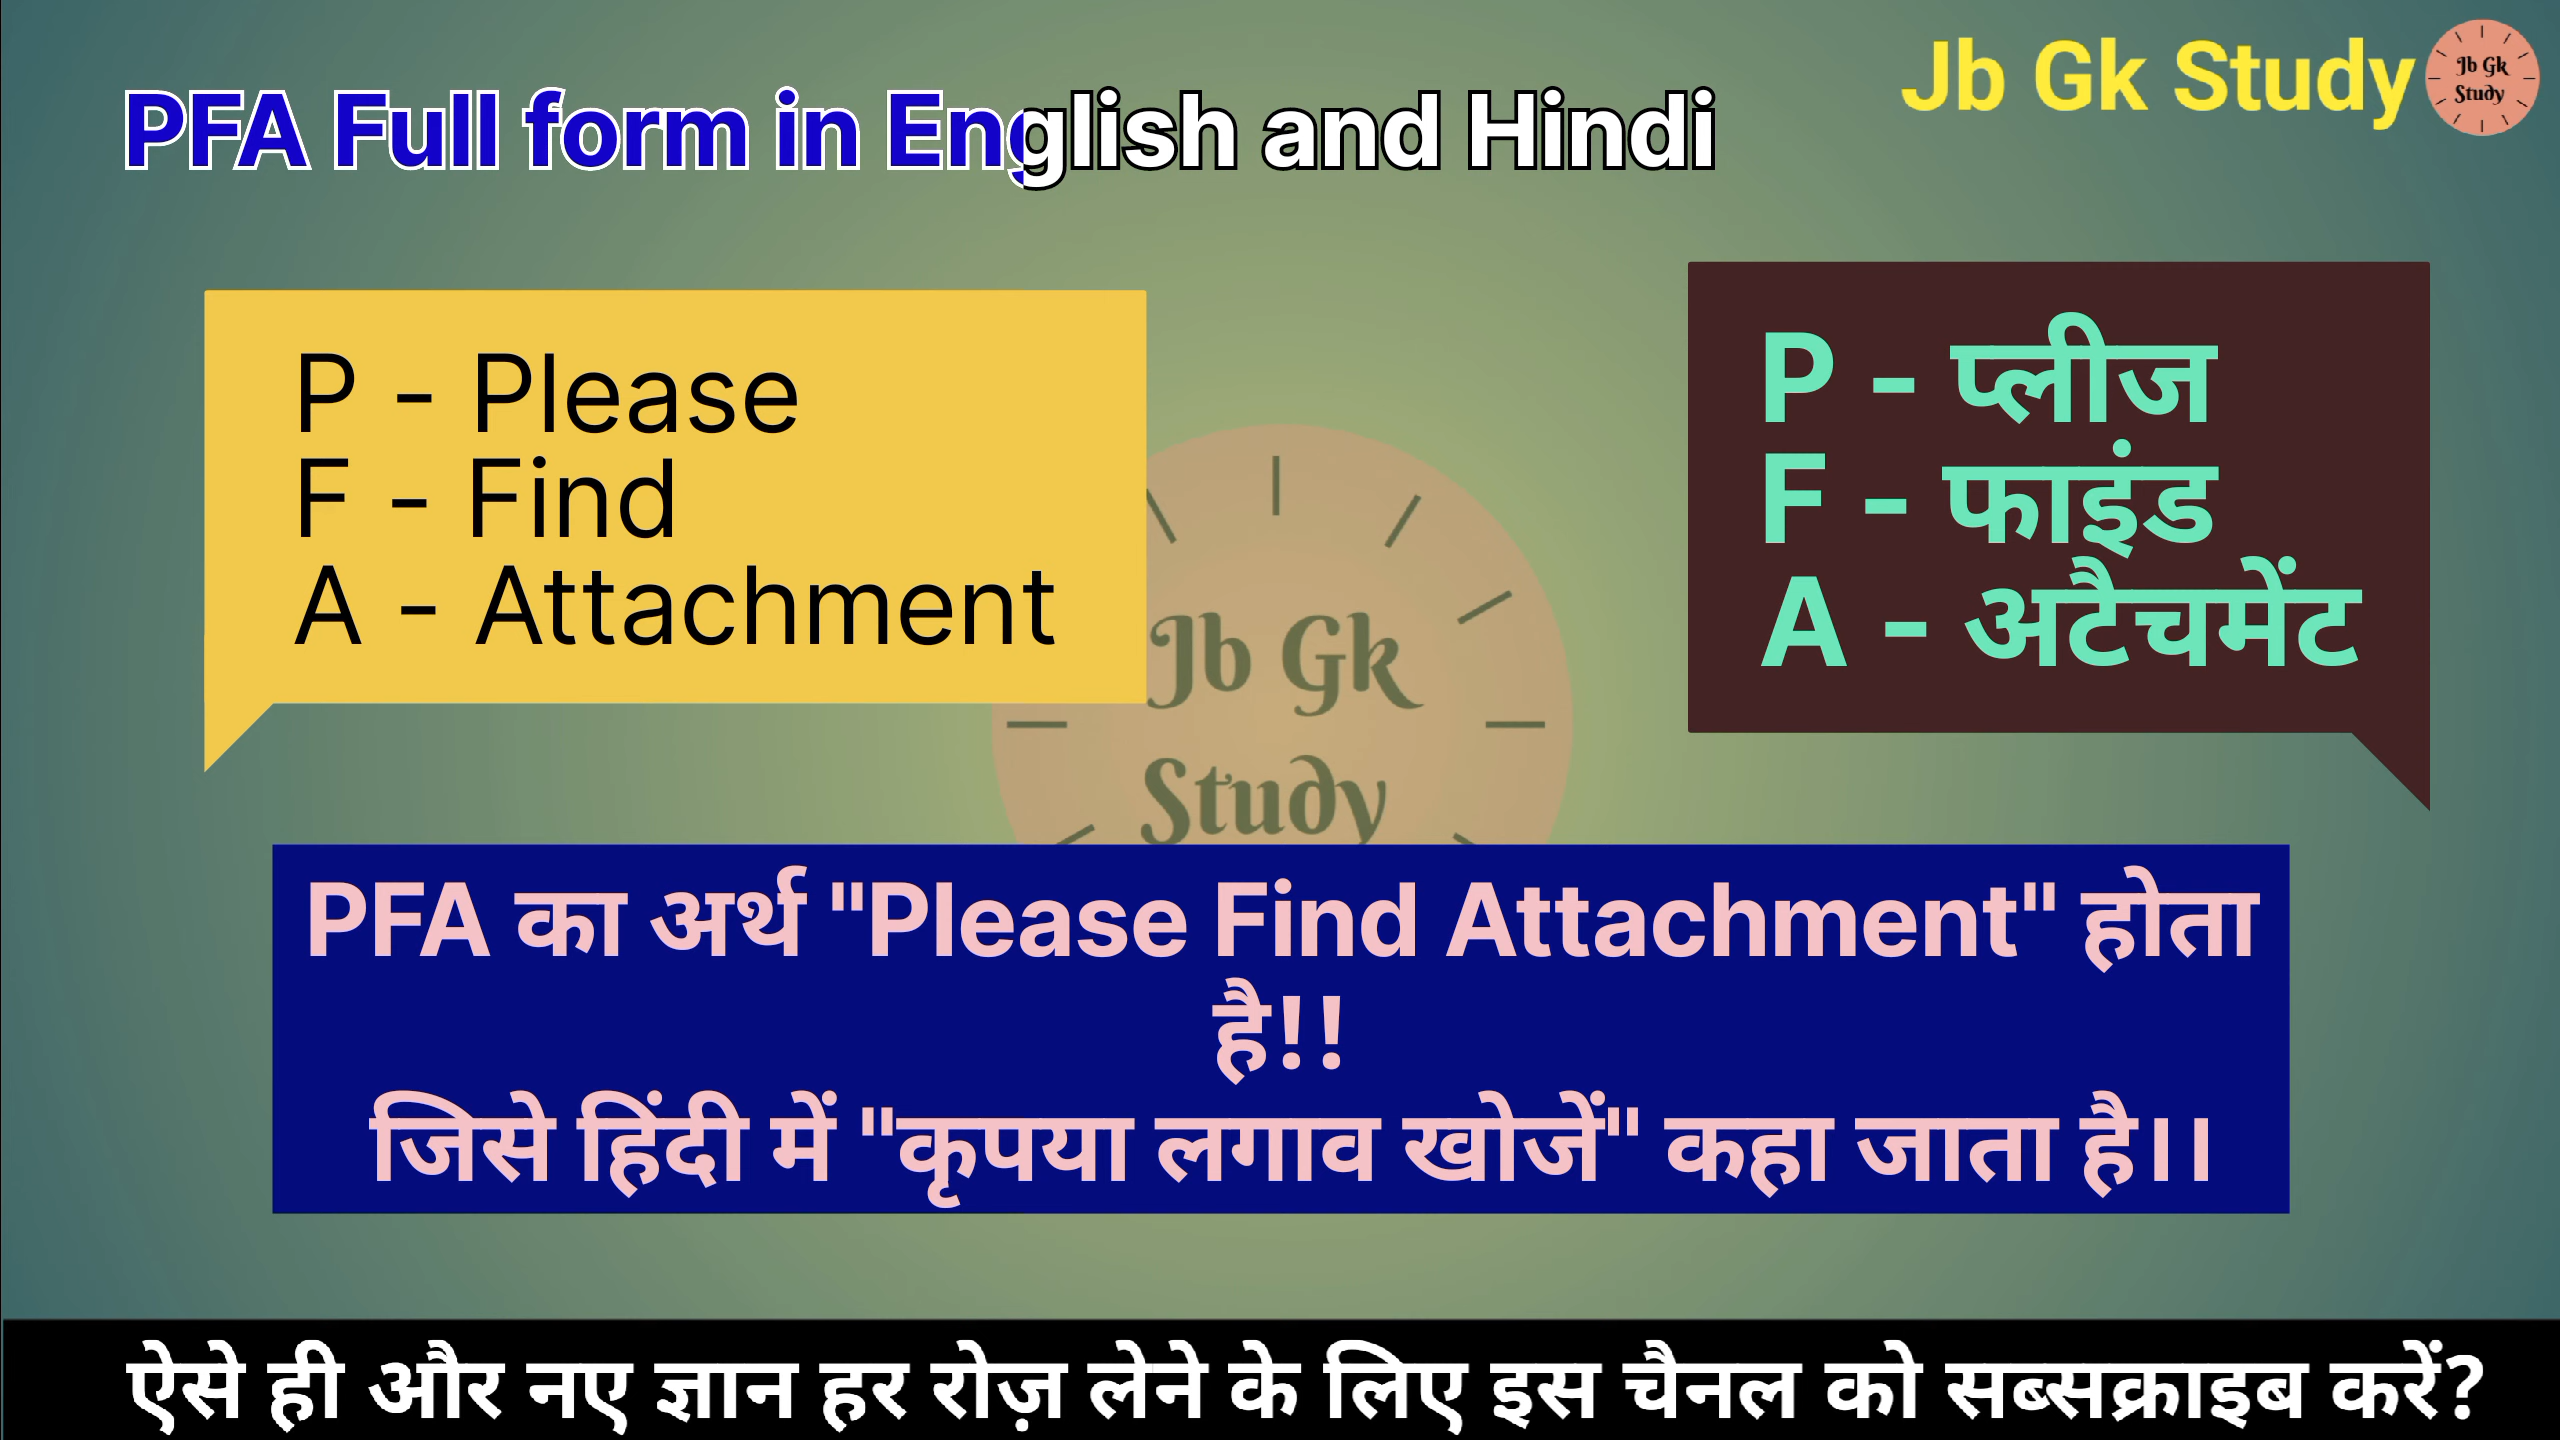 Jb Gk Study
Jb Gk
Study
PFA Full form in English and Hindi
P - Please
F - Find
A - Attachment
P - प्लीज
F - फाइंड
A - अटैचमेंट
Jb Gk
Study
PFA का अर्थ "Please Find Attachment" होता
है!!
जिसे हिंदी में "कृपया लगाव खोजें" कहा जाता है।।
ऐसे ही और नए ज्ञान हर रोज़ लेने के लिए इस चैनल को सब्सक्राइब करें?